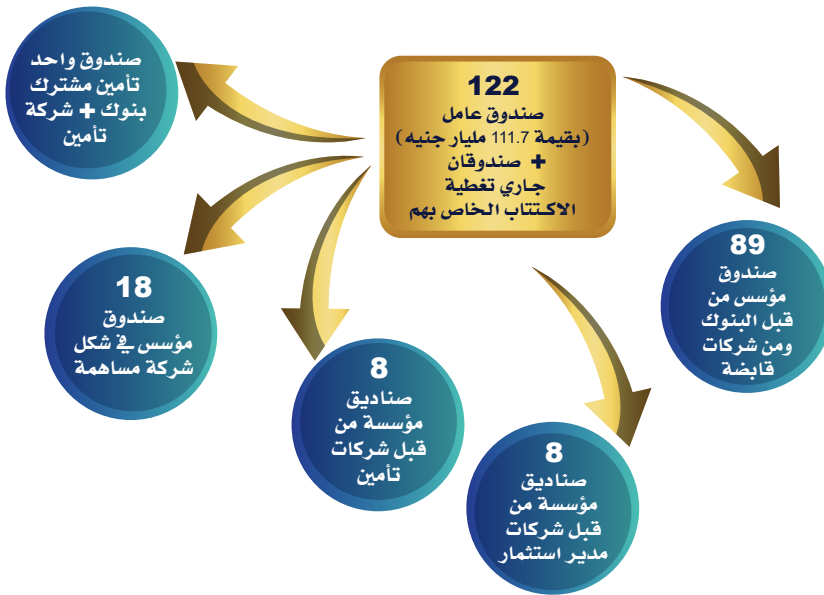 122
صندوق عامل
(بقيمة 111.7 مليار جنيه)
+ صندوقان
جاري تغطية
الاكتتاب الخاص بهم
89
صندوق
مؤسس من
قبل البنوك
ومن شركات
قابضة
8
صناديق
مؤسسة من
قبل شركات
مدير استثمار
8
صناديق
مؤسسة من
قبل شركات
تأمين
18
صندوق
مؤسس في شكل
شركة مساهمة
صندوق واحد
تأمين مشترك
بنوك + شركة
تأمين